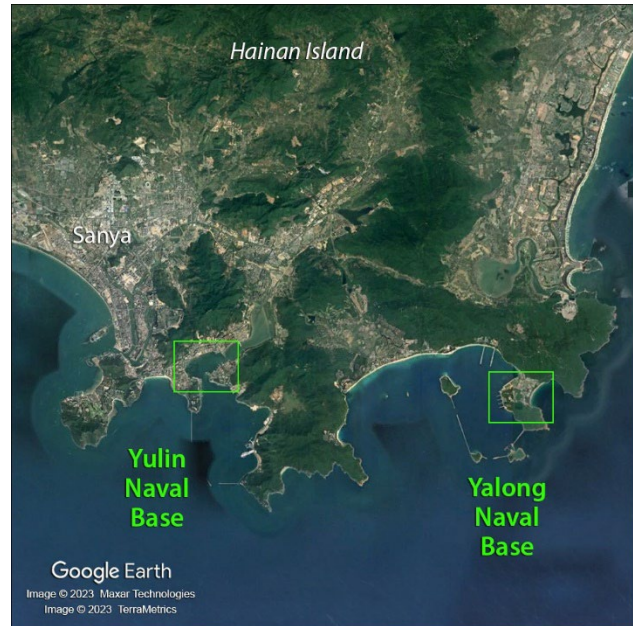 Hainan Island
Sanya
Yulin
Naval
Base
Yalong
Naval
Base
Google Earth
Image © 2023 Maxar Technologies
Image © 2023 TerraMetrics